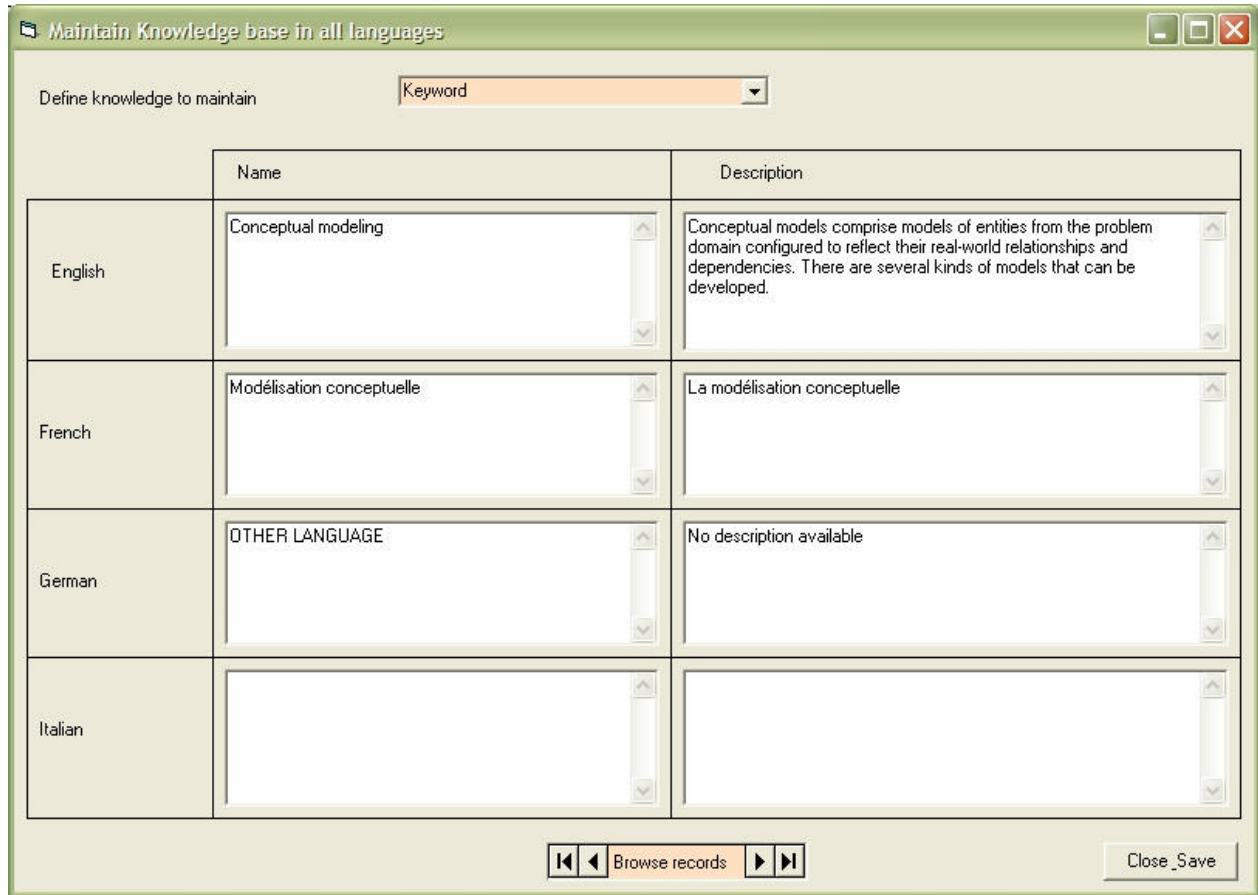 Maintain Knowledge base in all languages
Define knowledge to maintain
Keyword
Name
Description
English
Conceptual modeling
Conceptual models comprise models of entities from the problem
domain configured to reflect their real-world relationships and
dependencies. There are several kinds of models that can be
developed.
French
Modélisation conceptuelle
La modélisation conceptuelle
German
OTHER LANGUAGE
No description available
Italian
Browse records
Close_Save